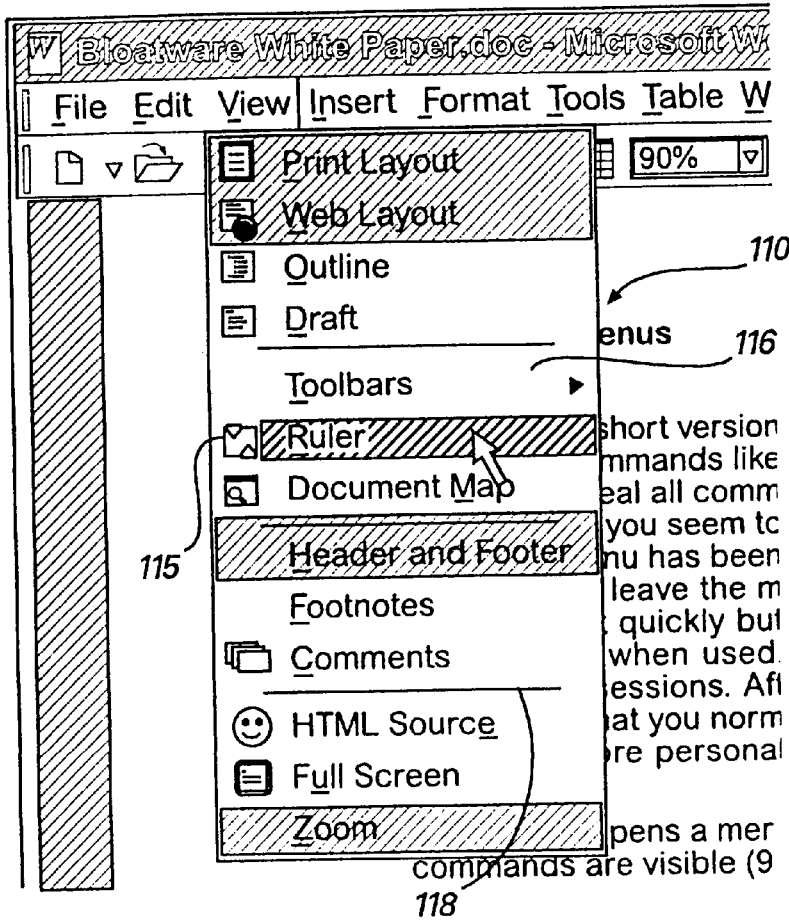 W Bloatware White Paper.doc - Microsoft W
File Edit View Insert Format Tools Table W
90%
Print Layout
Web Layout
Outline
110
Draft
enus
116
Toolbars
Ruler
short version
mmands like
Document Map
eal all comm
you seem to
115
Header and Footer
nu has been
leave the m
Footnotes
quickly but
Comments
when used.
essions. Aft
HTML Source
at you norm
re personal
Full Screen
Zoom
pens a mer
commands are visible (9
118